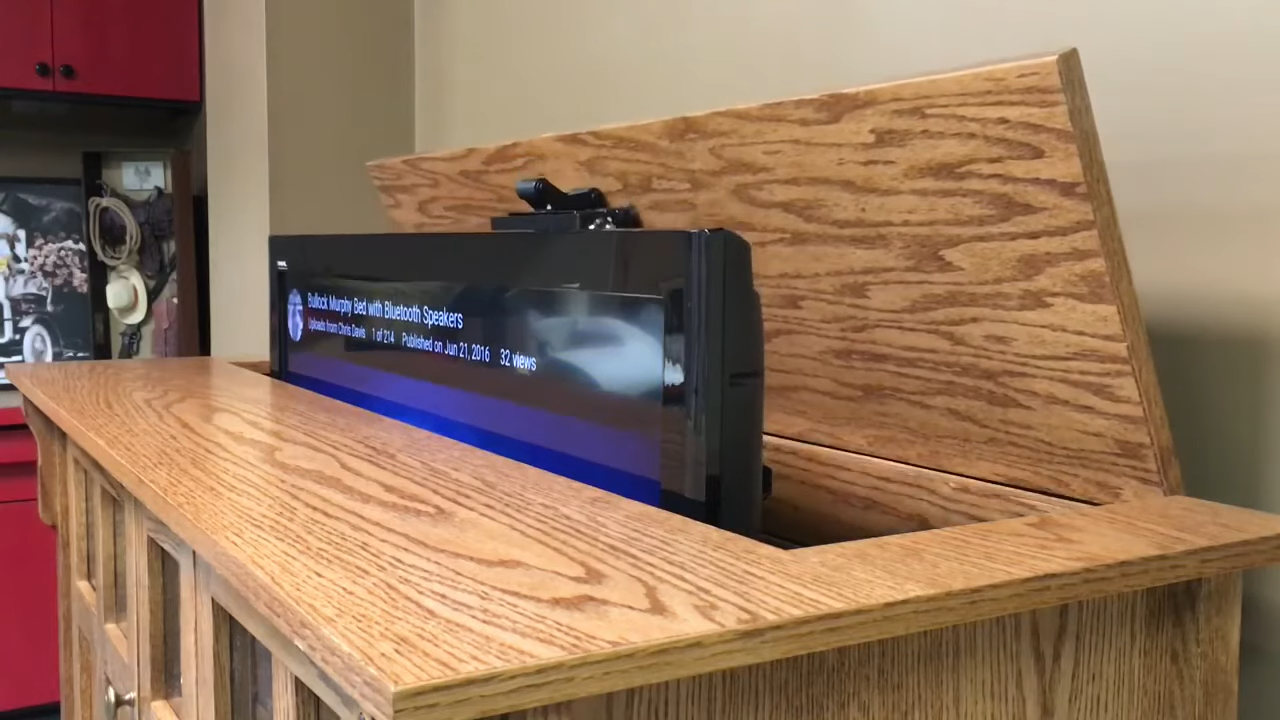 Bullock Murphy Bed with Bluetooth Speakers
Uploads from Chris Davis 1 of 214 Published on Jun 21, 2016 32 views